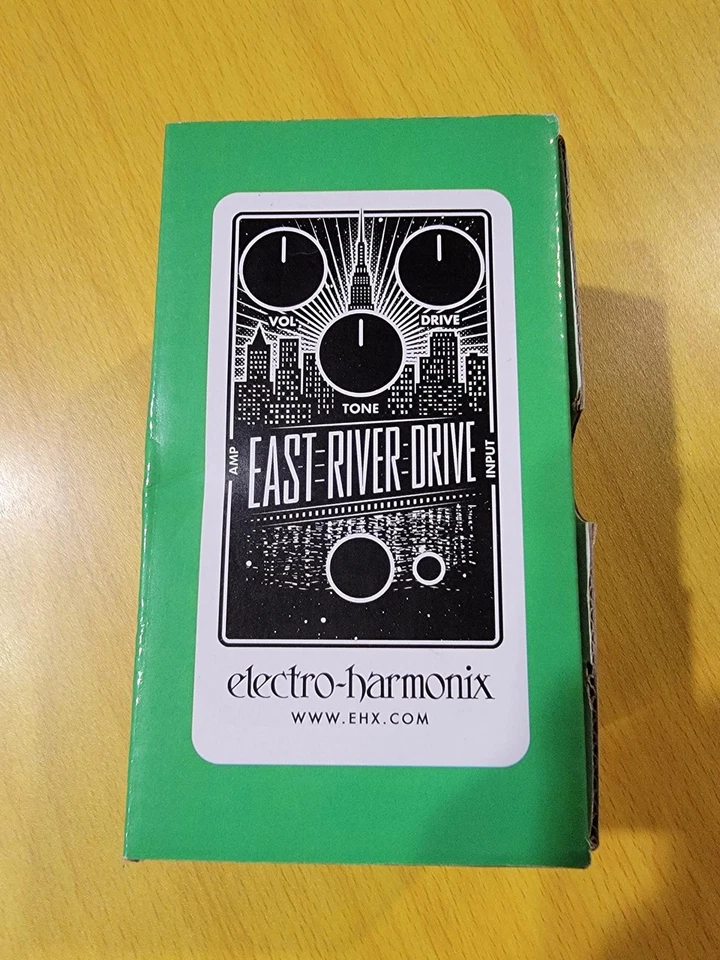 VOL
DRIVE
TONE
AMP
EAST RIVER DRIVE
INPUT
electro-harmonix
WWW.EHX.COM